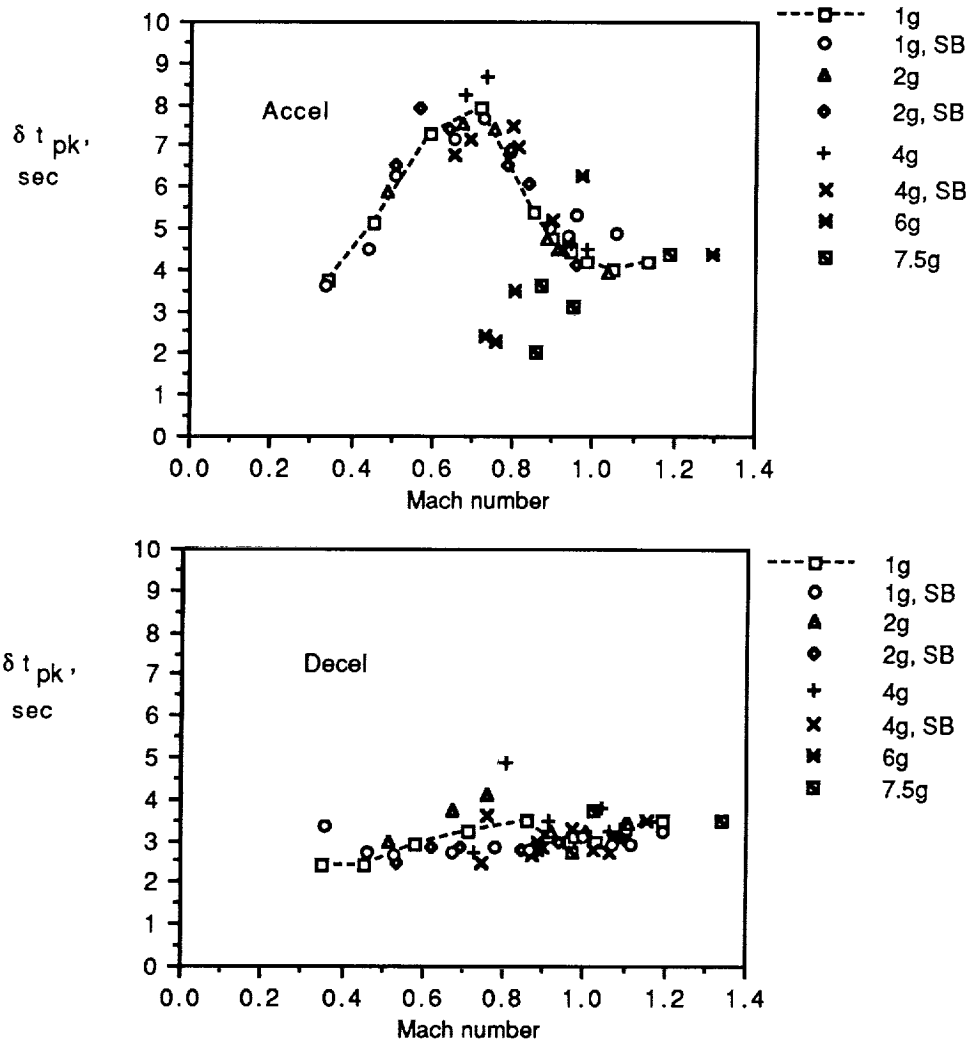 10
9
8
7
6
5
4
3
2
1
0
δ t pk,
sec
Accel
0.0 0.2 0.4 0.6 0.8 1.0 1.2 1.4
Mach number
1g
1g, SB
2g
2g, SB
4g
4g, SB
6g
7.5g
10
9
8
7
6
5
4
3
2
1
0
δ t pk,
sec
Decel
0.0 0.2 0.4 0.6 0.8 1.0 1.2 1.4
Mach number
1g
1g, SB
2g
2g, SB
4g
4g, SB
6g
7.5g